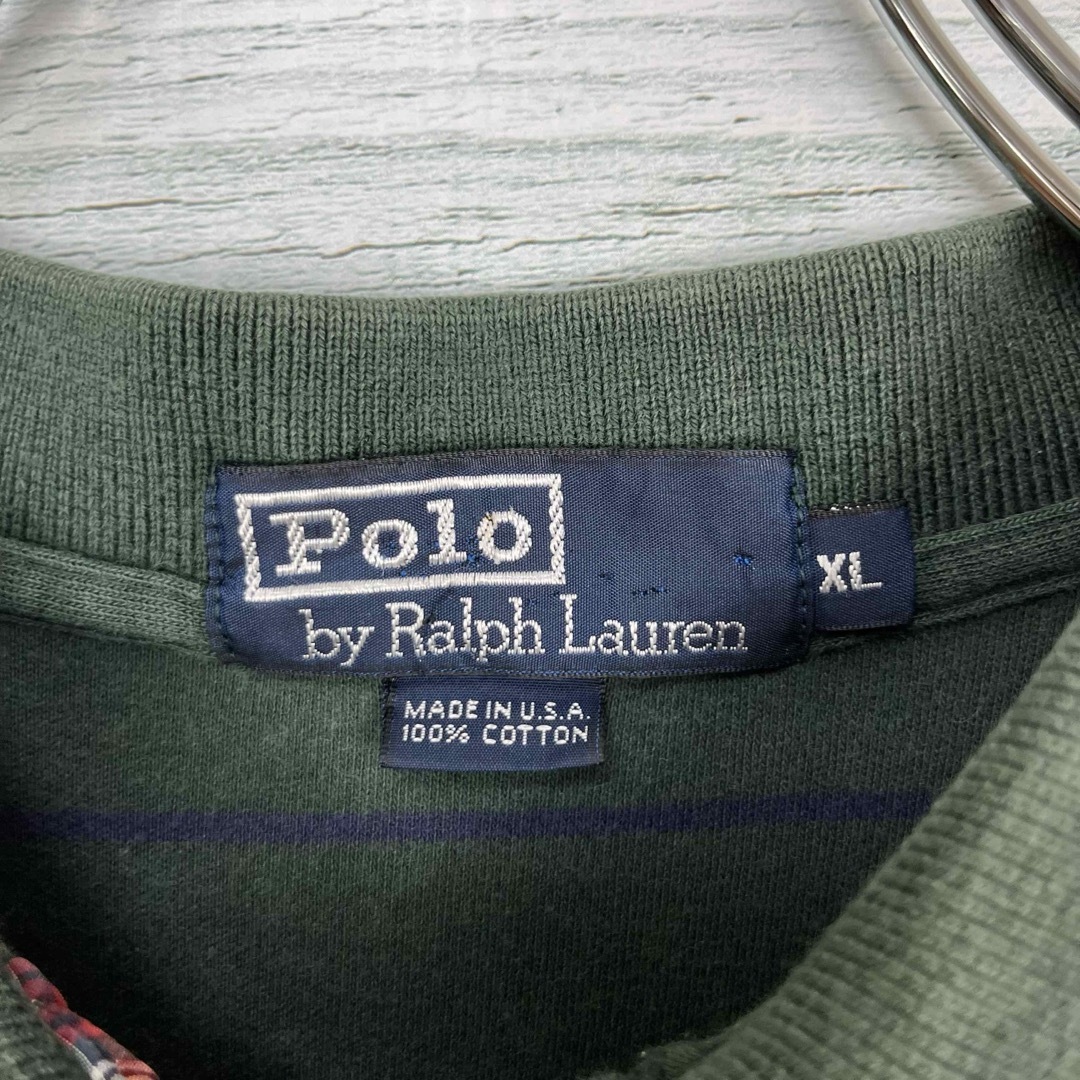 Polo
by Ralph Lauren
XL
MADE IN U.S.A.
100% COTTON